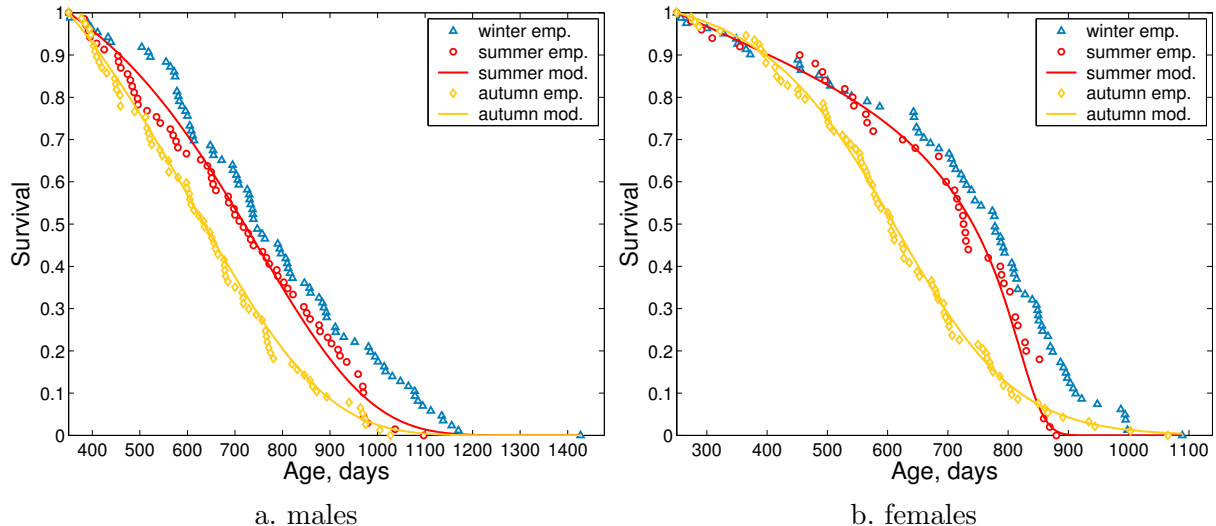 1
0.9
0.8
0.7
0.6
0.5
0.4
0.3
0.2
0.1
0
Survival
400 500 600 700 800 900 1000 1100 1200 1300 1400
Age, days
winter emp.
summer emp.
summer mod.
autumn emp.
autumn mod.
a. males
1
0.9
0.8
0.7
0.6
0.5
0.4
0.3
0.2
0.1
0
Survival
300 400 500 600 700 800 900 1000 1100
Age, days
winter emp.
summer emp.
summer mod.
autumn emp.
autumn mod.
b. females